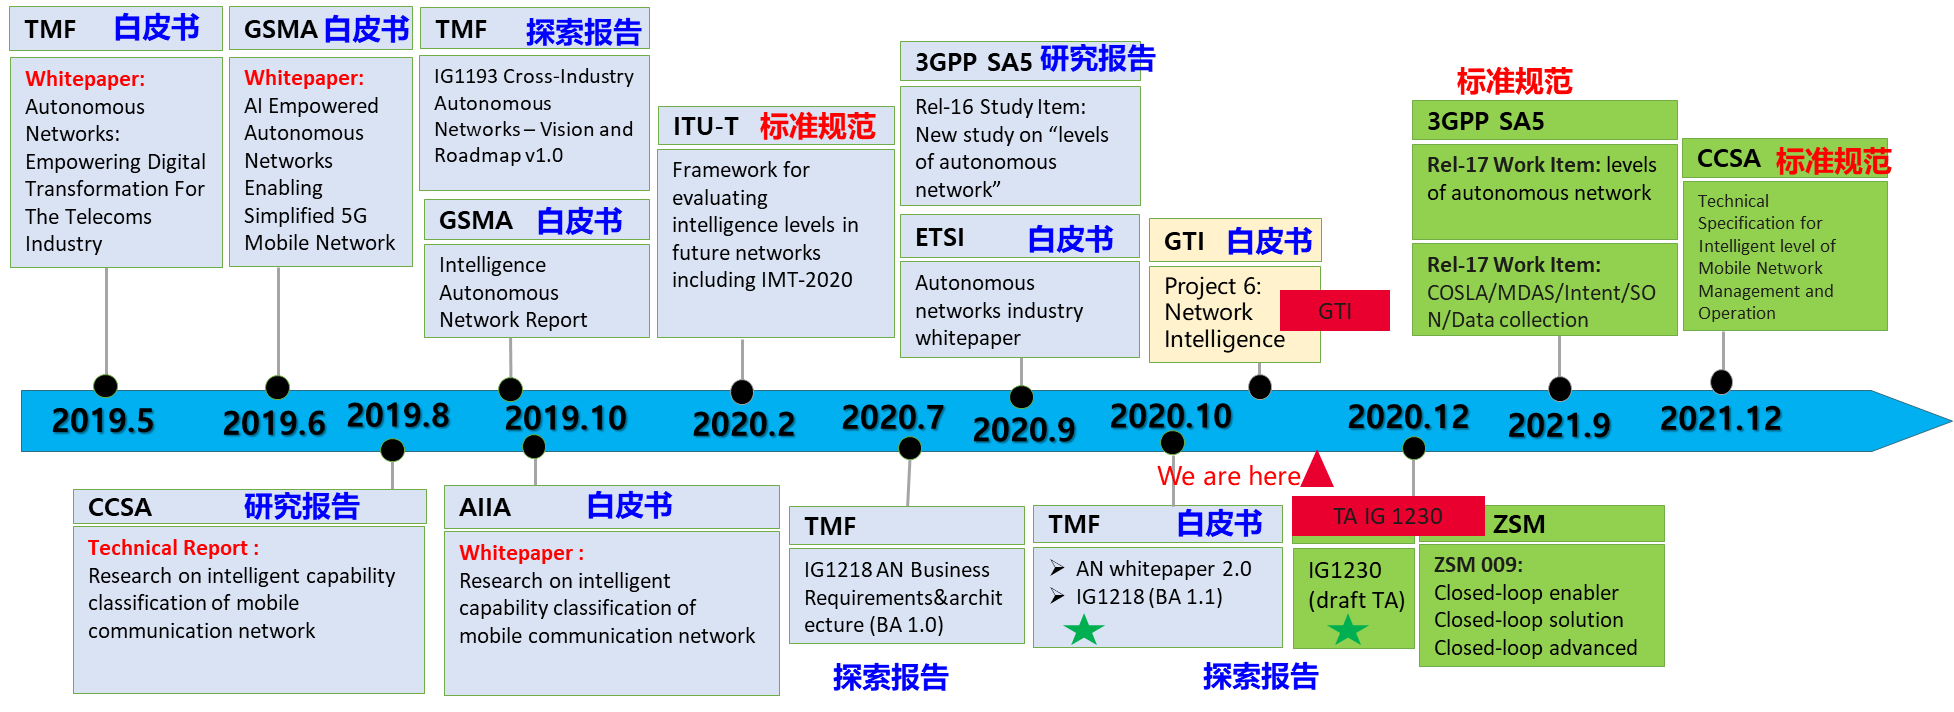 TMF 白皮书
Whitepaper:
Autonomous
Networks:
Empowering Digital
Transformation For
The Telecoms
Industry
GSMA 白皮书
Whitepaper:
AI Empowered
Autonomous
Networks
Enabling
Simplified 5G
Mobile Network
TMF 探索报告
IG1193 Cross-Industry
Autonomous
Networks – Vision and
Roadmap v1.0
GSMA 白皮书
Intelligence
Autonomous
Network Report
ITU-T 标准规范
Framework for
evaluating
intelligence levels in
future networks
including IMT-2020
3GPP SA5 研究报告
Rel-16 Study Item:
New study on “levels
of autonomous
network”
ETSI 白皮书
Autonomous
networks industry
whitepaper
GTI 白皮书
Project 6:
Network
Intelligence
GTI
标准规范
3GPP SA5
Rel-17 Work Item: levels
of autonomous network
Rel-17 Work Item:
COSLA/MDAS/Intent/SO
N/Data collection
CCSA 标准规范
Technical
Specification for
Intelligent level of
Mobile Network
Management and
Operation
2019.5
2019.6
2019.8
2019.10
2020.2
2020.7
2020.9
2020.10
2020.12
2021.9
2021.12
We are here
CCSA 研究报告
Technical Report :
Research on intelligent capability
classification of mobile
communication network
AIIA 白皮书
Whitepaper :
Research on intelligent
capability classification of
mobile communication network
TMF
IG1218 AN Business
Requirements&archit
ecture (BA 1.0)
探索报告
TMF 白皮书
➢ AN whitepaper 2.0
➢ IG1218 (BA 1.1)
探索报告
TA IG 1230
IG1230
(draft TA)
ZSM
ZSM 009:
Closed-loop enabler
Closed-loop solution
Closed-loop advanced